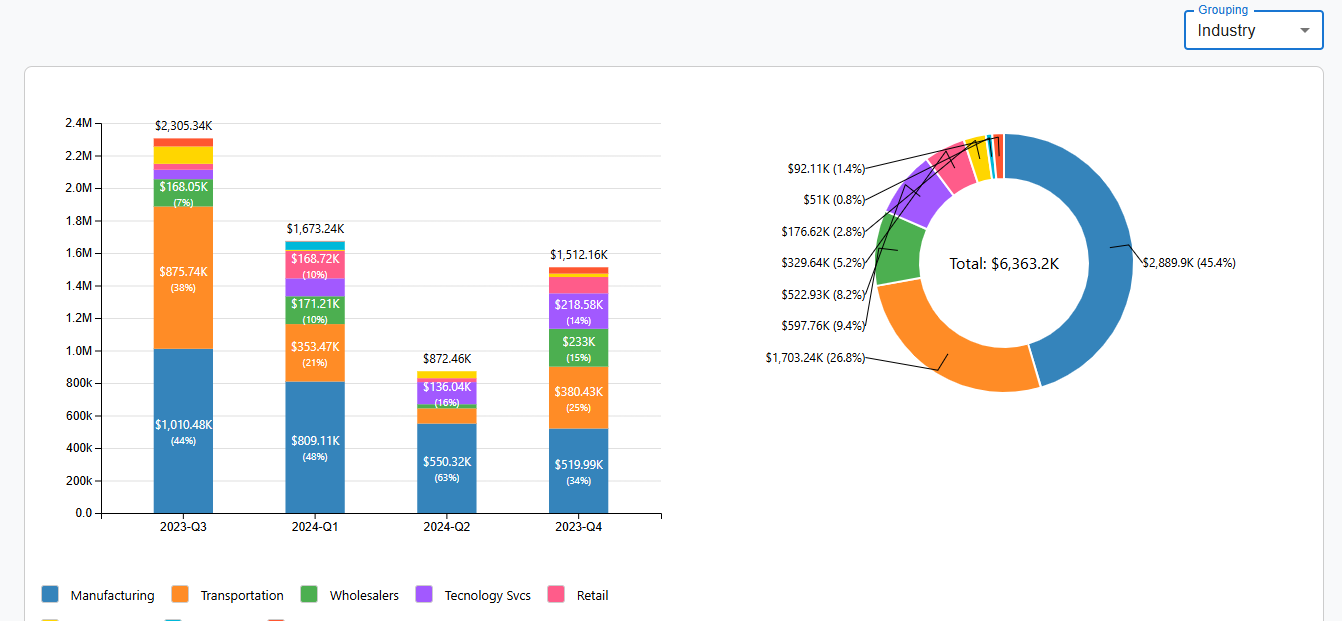 Grouping
Industry
2.4M
2.2M
2.0M
1.8M
1.6M
1.4M
1.2M
1.0M
800k
600k
400k
200k
0.0
$2,305.34K
$168.05K
(7%)
$875.74K
(38%)
$1,010.48K
(44%)
2023-Q3
$1,673.24K
$168.72K
(10%)
$171.21K
(10%)
$353.47K
(21%)
$809.11K
(48%)
2024-Q1
$872.46K
$136.04K
(16%)
$550.32K
(63%)
2024-Q2
$1,512.16K
$218.58K
(14%)
$233K
(15%)
$380.43K
(25%)
$519.99K
(34%)
2023-Q4
$92.11K (1.4%)
$51K (0.8%)
$176.62K (2.8%)
$329.64K (5.2%)
$522.93K (8.2%)
$597.76K (9.4%)
$1,703.24K (26.8%)
Total: $6,363.2K
$2,889.9K (45.4%)
Manufacturing Transportation Wholesalers Tecnology Svcs Retail